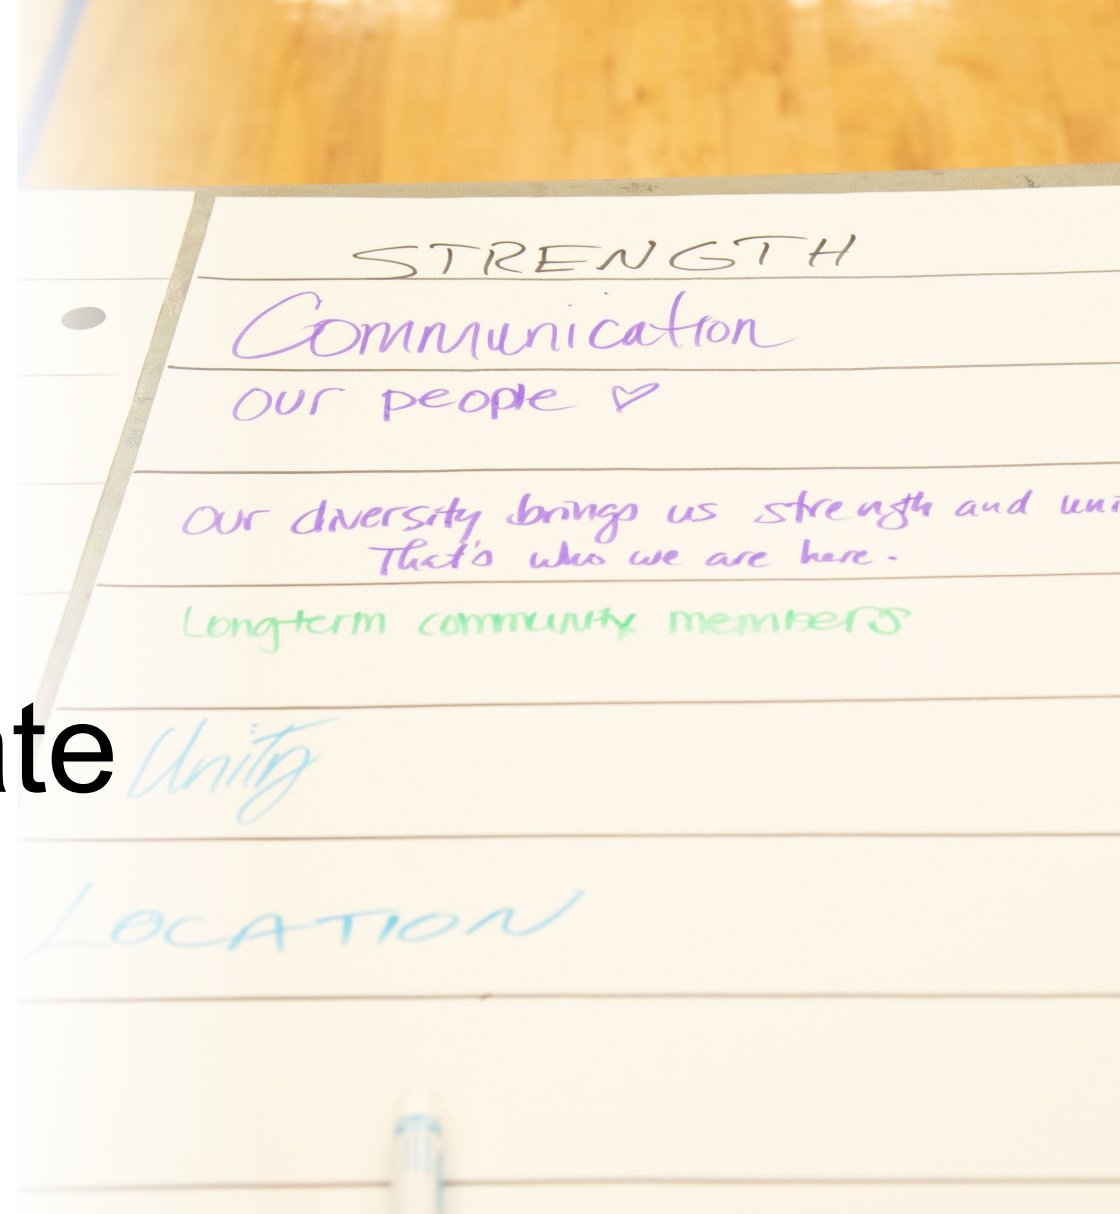 STRENGTH
Communication
our people ♡
Our diversity brings us strength and uni
That's who we are here.
Longterm community members
ate
Unity
LOCATION